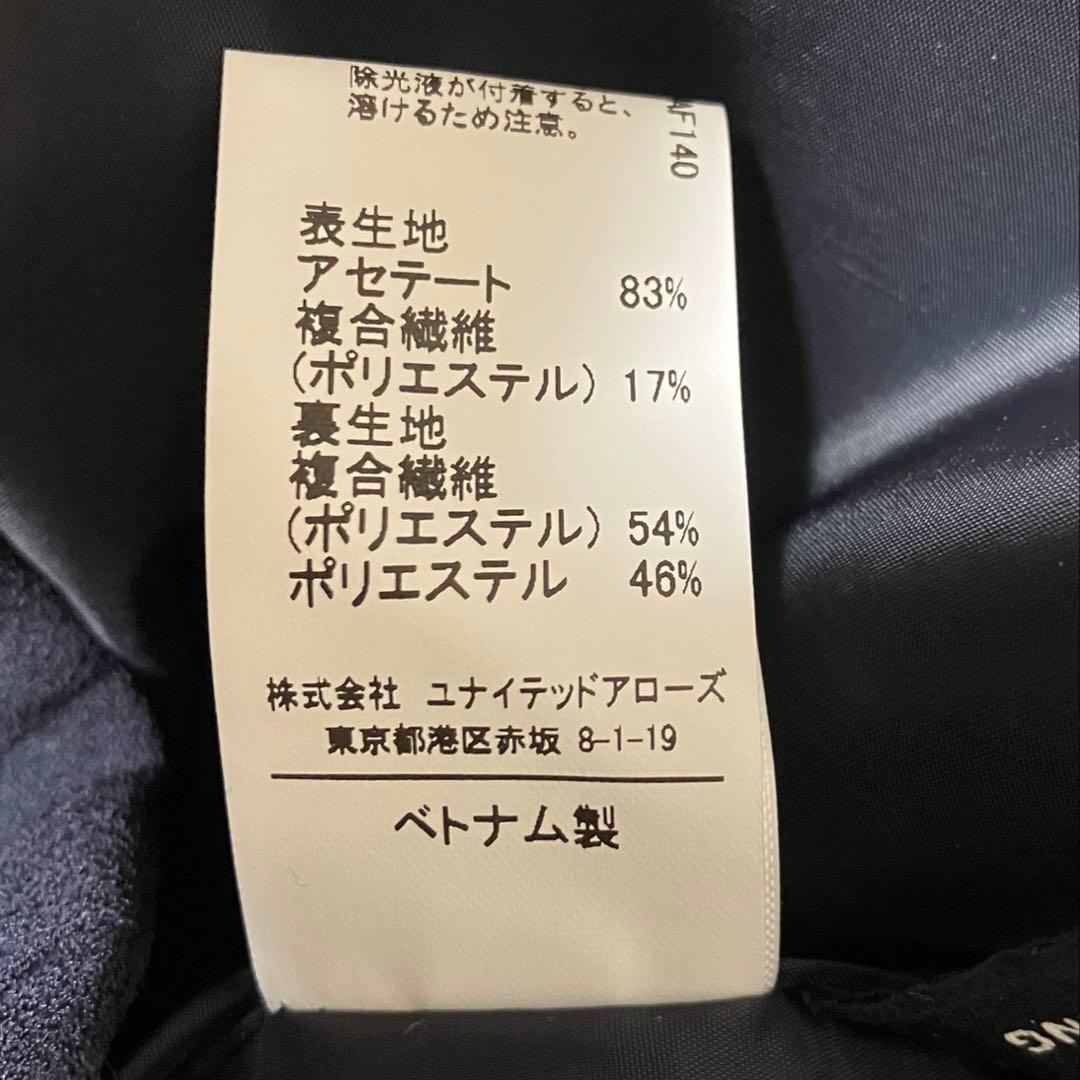 除光液が付着すると、
溶けるため注意。
AF140
表生地
アセテート 83%
複合繊維
(ポリエステル) 17%
裏生地
複合繊維
(ポリエステル) 54%
ポリエステル 46%
株式会社 ユナイテッドアローズ
東京都港区赤坂 8-1-19
ベトナム製
NG